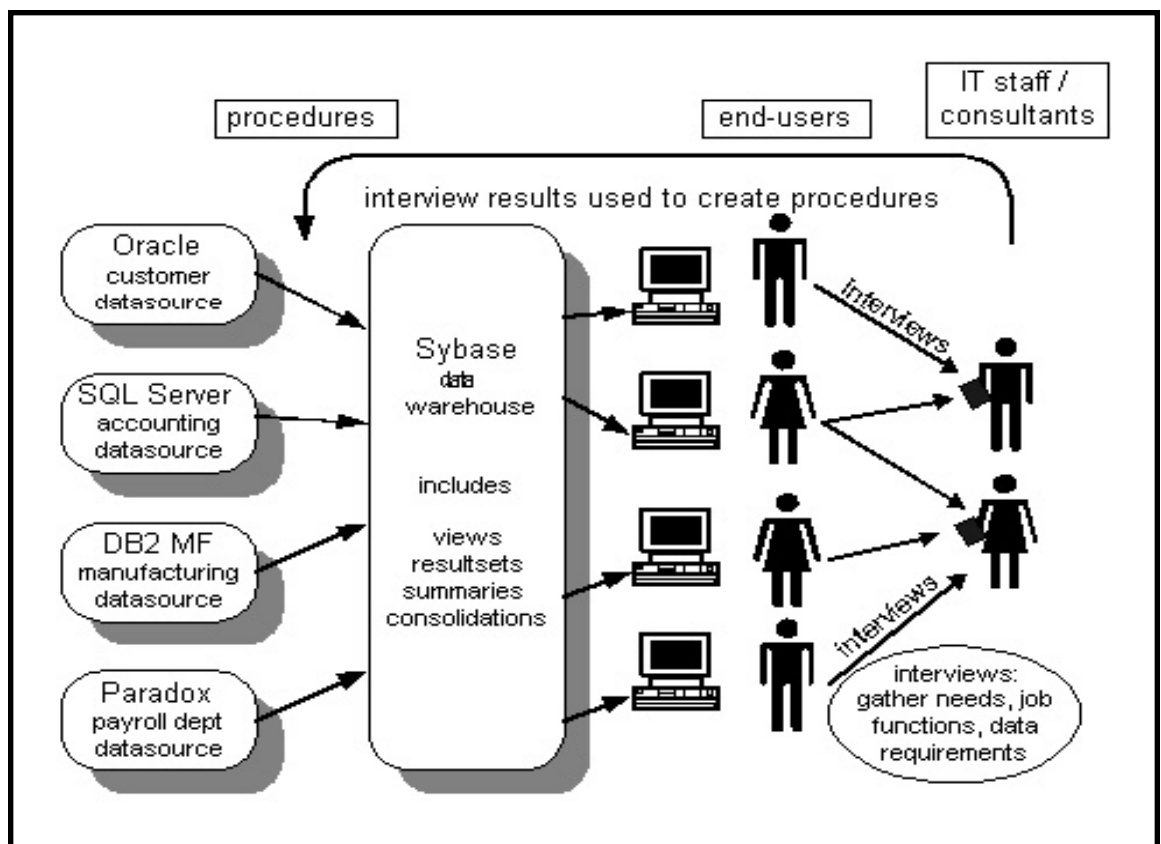 IT staff /
consultants
procedures
end-users
interview results used to create procedures
Oracle
customer
datasource
SQL Server
accounting
datasource
DB2 MF
manufacturing
datasource
Paradox
payroll dept
datasource
Sybase
data
warehouse
includes
views
resultsets
summaries
consolidations
interviews
interviews
interviews:
gather needs, job
functions, data
requirements